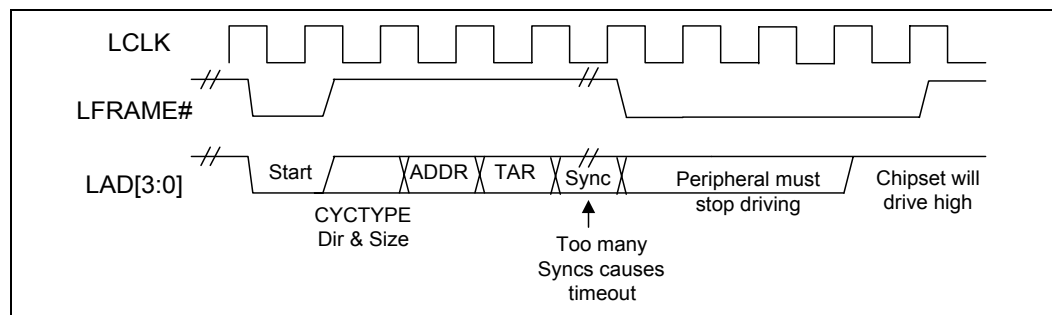 LCLK
LFRAME#
LAD[3:0]
Start
ADDR
TAR
Sync
Peripheral must
stop driving
Chipset will
drive high
CYCTYPE
Dir & Size
Too many
Syncs causes
timeout